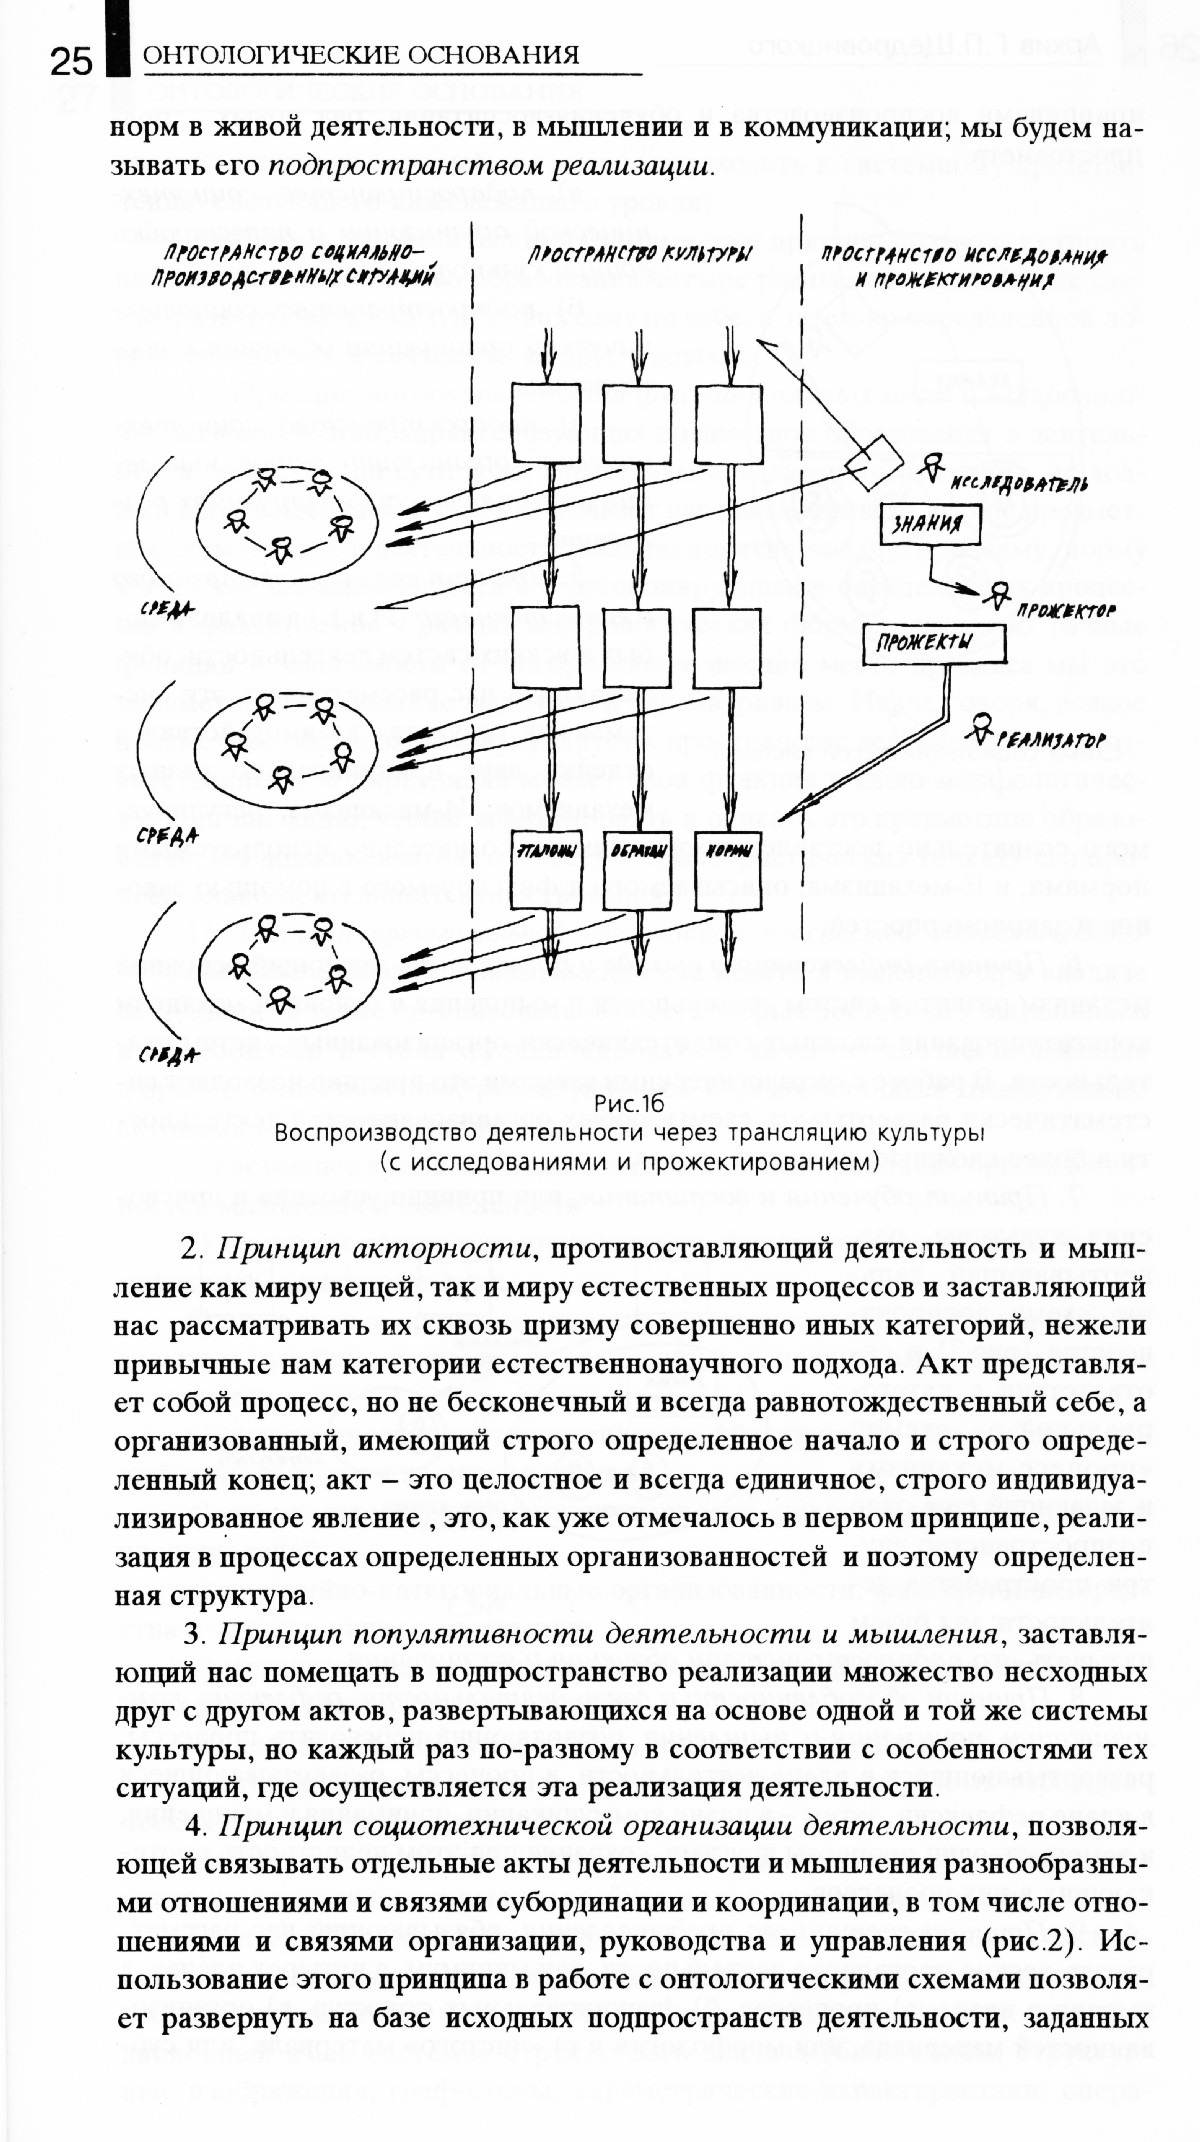 25 ОНТОЛОГИЧЕСКИЕ ОСНОВАНИЯ
норм в живой деятельности, в мышлении и в коммуникации; мы будем на-
зывать его подпространством реализации.
ПРОСТРАНСТВО СОЦИАЛЬНО-
ПРОИЗВОДСТВЕННЫХ СИТУАЦИЙ
ПРОСТРАНСТВО КУЛЬТУРЫ
ПРОСТРАНСТВО ИССЛЕДОВАНИЯ
И ПРОЖЕКТИРОВАНИЯ
ИССЛЕДОВАТЕЛЬ
ЗНАНИЯ
СРЕДА
ПРОЖЕКТОР
ПРОЖЕКТЫ
РЕАЛИЗАТОР
СРЕДА
ЭТАЛОНЫ
ОБРАЗЦЫ
НОРМЫ
СРЕДА
Рис.1б
Воспроизводство деятельности через трансляцию культуры
(с исследованиями и прожектированием)
2. Принцип акторности, противоставляющий деятельность и мыш-
ление как миру вещей, так и миру естественных процессов и заставляющий
нас рассматривать их сквозь призму совершенно иных категорий, нежели
привычные нам категории естественнонаучного подхода. Акт представля-
ет собой процесс, но не бесконечный и всегда равнотождественный себе, а
организованный, имеющий строго определенное начало и строго опреде-
ленный конец; акт – это целостное и всегда единичное, строго индивидуа-
лизированное явление , это, как уже отмечалось в первом принципе, реали-
зация в процессах определенных организованностей и поэтому определен-
ная структура.
3. Принцип популятивности деятельности и мышления, заставля-
ющий нас помещать в подпространство реализации множество несходных
друг с другом актов, развертывающихся на основе одной и той же системы
культуры, но каждый раз по-разному в соответствии с особенностями тех
ситуаций, где осуществляется эта реализация деятельности.
4. Принцип социотехнической организации деятельности, позволя-
ющей связывать отдельные акты деятельности и мышления разнообразны-
ми отношениями и связями субординации и координации, в том числе отно-
шениями и связями организации, руководства и управления (рис.2). Ис-
пользование этого принципа в работе с онтологическими схемами позволя-
ет развернуть на базе исходных подпространств деятельности, заданных